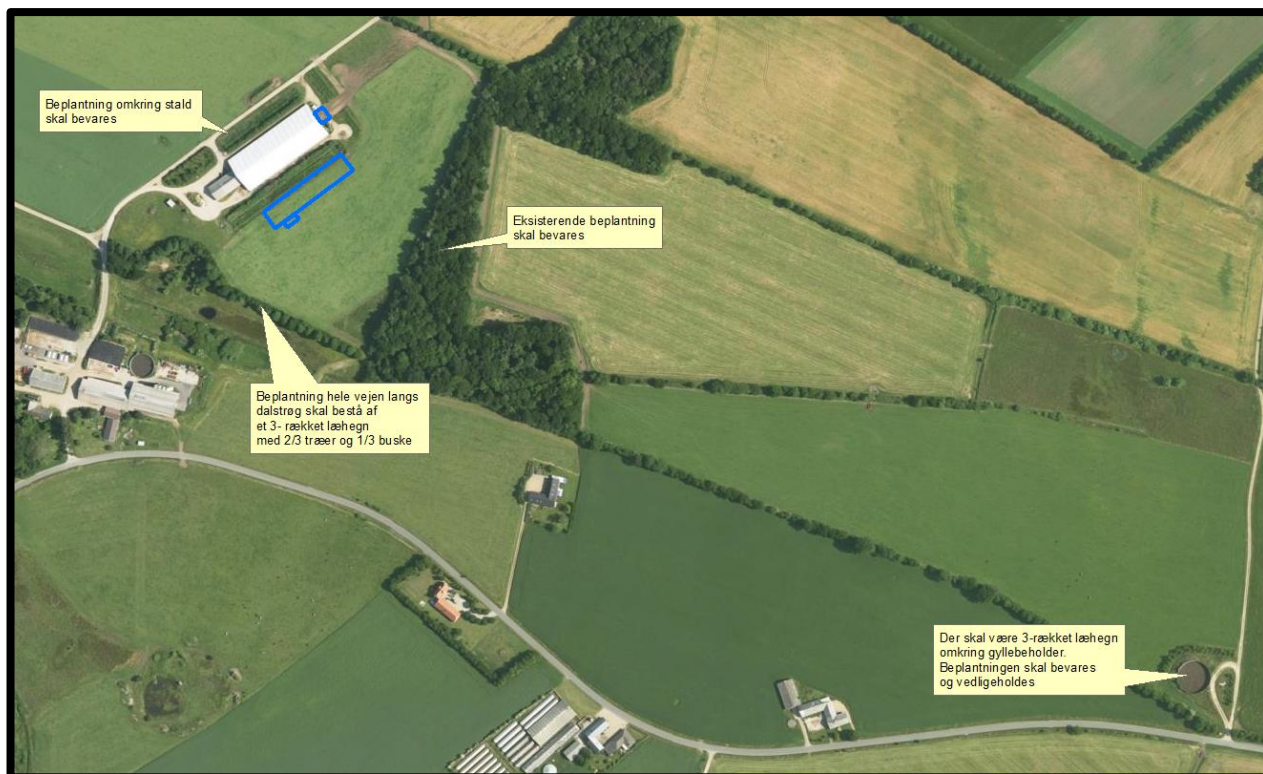 Beplantning omkring stald
skal bevares
Eksisterende beplantning
skal bevares
Beplantning hele vejen langs
dalstrøg skal bestå af
et 3- rækket læhegn
med 2/3 træer og 1/3 buske
Der skal være 3-rækket læhegn
omkring gyllebeholder.
Beplantningen skal bevares
og vedligeholdes